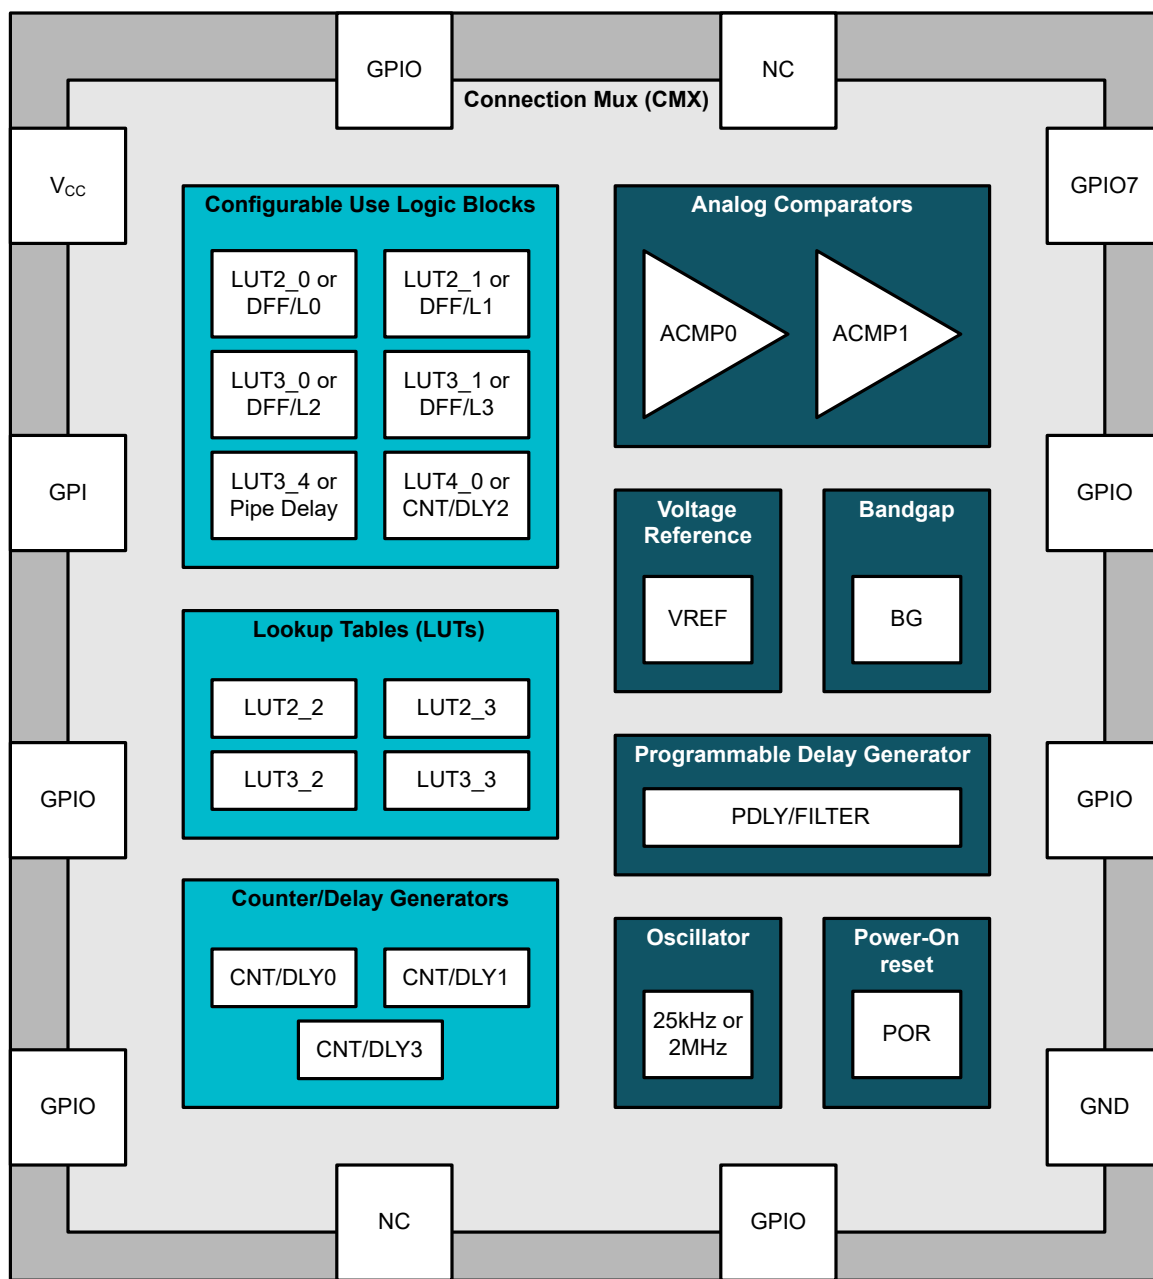 GPIO
NC
Connection Mux (CMX)
VCC
GPIO7
Configurable Use Logic Blocks
LUT2_0 or
DFF/L0
LUT2_1 or
DFF/L1
LUT3_0 or
DFF/L2
LUT3_1 or
DFF/L3
LUT3_4 or
Pipe Delay
LUT4_0 or
CNT/DLY2
Analog Comparators
ACMP0
ACMP1
GPI
GPIO
Voltage
Reference
VREF
Bandgap
BG
Lookup Tables (LUTs)
LUT2_2
LUT2_3
LUT3_2
LUT3_3
Programmable Delay Generator
PDLY/FILTER
GPIO
GPIO
Counter/Delay Generators
CNT/DLY0
CNT/DLY1
CNT/DLY3
Oscillator
25kHz or
2MHz
Power-On
reset
POR
GPIO
GND
NC
GPIO